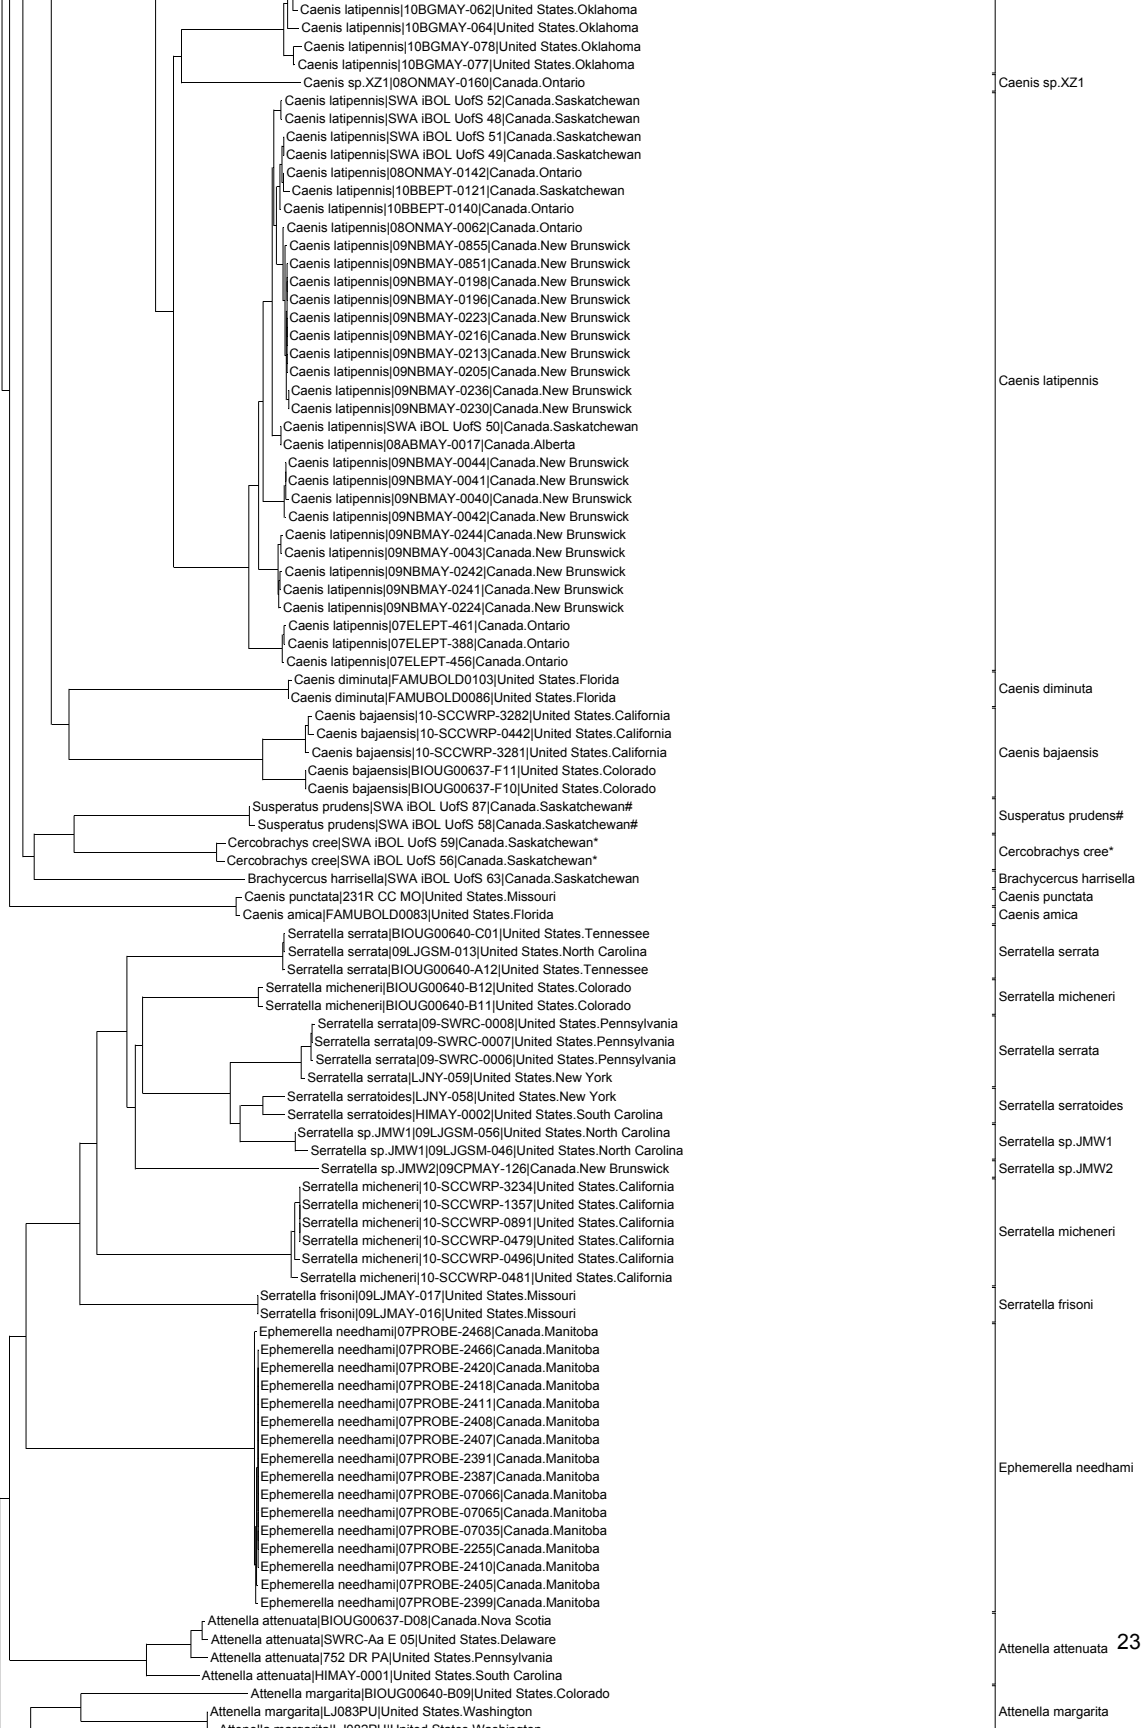 Caenis latipennis|10BGMAY-062|United States.Oklahoma
Caenis latipennis|10BGMAY-064|United States.Oklahoma
Caenis latipennis|10BGMAY-078|United States.Oklahoma
Caenis latipennis|10BGMAY-077|United States.Oklahoma
Caenis sp.XZ1|08ONMAY-0160|Canada.Ontario
Caenis sp.XZ1
Caenis latipennis|SWA iBOL UofS 52|Canada.Saskatchewan
Caenis latipennis|SWA iBOL UofS 48|Canada.Saskatchewan
Caenis latipennis|SWA iBOL UofS 51|Canada.Saskatchewan
Caenis latipennis|SWA iBOL UofS 49|Canada.Saskatchewan
Caenis latipennis|08ONMAY-0142|Canada.Ontario
Caenis latipennis|10BBEPT-0121|Canada.Saskatchewan
Caenis latipennis|10BBEPT-0140|Canada.Ontario
Caenis latipennis|08ONMAY-0062|Canada.Ontario
Caenis latipennis|09NBMAY-0855|Canada.New Brunswick
Caenis latipennis|09NBMAY-0851|Canada.New Brunswick
Caenis latipennis|09NBMAY-0198|Canada.New Brunswick
Caenis latipennis|09NBMAY-0196|Canada.New Brunswick
Caenis latipennis|09NBMAY-0223|Canada.New Brunswick
Caenis latipennis|09NBMAY-0216|Canada.New Brunswick
Caenis latipennis|09NBMAY-0213|Canada.New Brunswick
Caenis latipennis|09NBMAY-0205|Canada.New Brunswick
Caenis latipennis
Caenis latipennis|09NBMAY-0236|Canada.New Brunswick
Caenis latipennis|09NBMAY-0230|Canada.New Brunswick
Caenis latipennis|SWA iBOL UofS 50|Canada.Saskatchewan
Caenis latipennis|08ABMAY-0017|Canada.Alberta
Caenis latipennis|09NBMAY-0044|Canada.New Brunswick
Caenis latipennis|09NBMAY-0041|Canada.New Brunswick
Caenis latipennis|09NBMAY-0040|Canada.New Brunswick
Caenis latipennis|09NBMAY-0042|Canada.New Brunswick
Caenis latipennis|09NBMAY-0244|Canada.New Brunswick
Caenis latipennis|09NBMAY-0043|Canada.New Brunswick
Caenis latipennis|09NBMAY-0242|Canada.New Brunswick
Caenis latipennis|09NBMAY-0241|Canada.New Brunswick
Caenis latipennis|09NBMAY-0224|Canada.New Brunswick
Caenis latipennis|07ELEPT-461|Canada.Ontario
Caenis latipennis|07ELEPT-388|Canada.Ontario
Caenis latipennis|07ELEPT-456|Canada.Ontario
Caenis diminuta|FAMUBOLD0103|United States.Florida
Caenis diminuta
Caenis diminuta|FAMUBOLD0086|United States.Florida
Caenis bajaensis|10-SCCWRP-3282|United States.California
Caenis bajaensis|10-SCCWRP-0442|United States.California
Caenis bajaensis|10-SCCWRP-3281|United States.California
Caenis bajaensis
Caenis bajaensis|BIOUG00637-F11|United States.Colorado
Caenis bajaensis|BIOUG00637-F10|United States.Colorado
Susperatus prudens|SWA iBOL UofS 87|Canada.Saskatchewan#
Susperatus prudens#
Susperatus prudens|SWA iBOL UofS 58|Canada.Saskatchewan#
Cercobrachys cree|SWA iBOL UofS 59|Canada.Saskatchewan*
Cercobrachys cree*
Cercobrachys cree|SWA iBOL UofS 56|Canada.Saskatchewan*
Brachycercus harrisella|SWA iBOL UofS 63|Canada.Saskatchewan
Brachycercus harrisella
Caenis punctata|231R CC MO|United States.Missouri
Caenis punctata
Caenis amica|FAMUBOLD0083|United States.Florida
Caenis amica
Serratella serrata|BIOUG00640-C01|United States.Tennessee
Serratella serrata|09LJGSM-013|United States.North Carolina
Serratella serrata
Serratella serrata|BIOUG00640-A12|United States.Tennessee
Serratella micheneri|BIOUG00640-B12|United States.Colorado
Serratella micheneri
Serratella micheneri|BIOUG00640-B11|United States.Colorado
Serratella serrata|09-SWRC-0008|United States.Pennsylvania
Serratella serrata|09-SWRC-0007|United States.Pennsylvania
Serratella serrata
Serratella serrata|09-SWRC-0006|United States.Pennsylvania
Serratella serrata|LJNY-059|United States.New York
Serratella serratoides|LJNY-058|United States.New York
Serratella serratoides
Serratella serratoides|HIMAY-0002|United States.South Carolina
Serratella sp.JMW1|09LJGSM-056|United States.North Carolina
Serratella sp.JMW1
Serratella sp.JMW1|09LJGSM-046|United States.North Carolina
Serratella sp.JMW2|09CPMAY-126|Canada.New Brunswick
Serratella sp.JMW2
Serratella micheneri|10-SCCWRP-3234|United States.California
Serratella micheneri|10-SCCWRP-1357|United States.California
Serratella micheneri|10-SCCWRP-0891|United States.California
Serratella micheneri
Serratella micheneri|10-SCCWRP-0479|United States.California
Serratella micheneri|10-SCCWRP-0496|United States.California
Serratella micheneri|10-SCCWRP-0481|United States.California
Serratella frisoni|09LJMAY-017|United States.Missouri
Serratella frisoni
Serratella frisoni|09LJMAY-016|United States.Missouri
Ephemerella needhami|07PROBE-2468|Canada.Manitoba
Ephemerella needhami|07PROBE-2466|Canada.Manitoba
Ephemerella needhami|07PROBE-2420|Canada.Manitoba
Ephemerella needhami|07PROBE-2418|Canada.Manitoba
Ephemerella needhami|07PROBE-2411|Canada.Manitoba
Ephemerella needhami|07PROBE-2408|Canada.Manitoba
Ephemerella needhami|07PROBE-2407|Canada.Manitoba
Ephemerella needhami|07PROBE-2391|Canada.Manitoba
Ephemerella needhami
Ephemerella needhami|07PROBE-2387|Canada.Manitoba
Ephemerella needhami|07PROBE-07066|Canada.Manitoba
Ephemerella needhami|07PROBE-07065|Canada.Manitoba
Ephemerella needhami|07PROBE-07035|Canada.Manitoba
Ephemerella needhami|07PROBE-2255|Canada.Manitoba
Ephemerella needhami|07PROBE-2410|Canada.Manitoba
Ephemerella needhami|07PROBE-2405|Canada.Manitoba
Ephemerella needhami|07PROBE-2399|Canada.Manitoba
Attenella attenuata|BIOUG00637-D08|Canada.Nova Scotia
Attenella attenuata|SWRC-Aa E 05|United States.Delaware
Attenella attenuata
23
Attenella attenuata|752 DR PA|United States.Pennsylvania
Attenella attenuata|HIMAY-0001|United States.South Carolina
Attenella margarita|BIOUG00640-B09|United States.Colorado
Attenella margarita|LJ083PU|United States.Washington
Attenella margarita